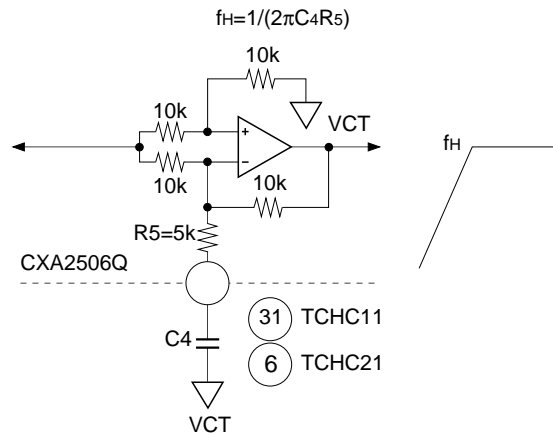 fH=1/(2πC4R5)
10k
10k
VCT
+
−
10k
10k
fH
R5=5k
CXA2506Q
31 TCHC11
C4
6 TCHC21
VCT